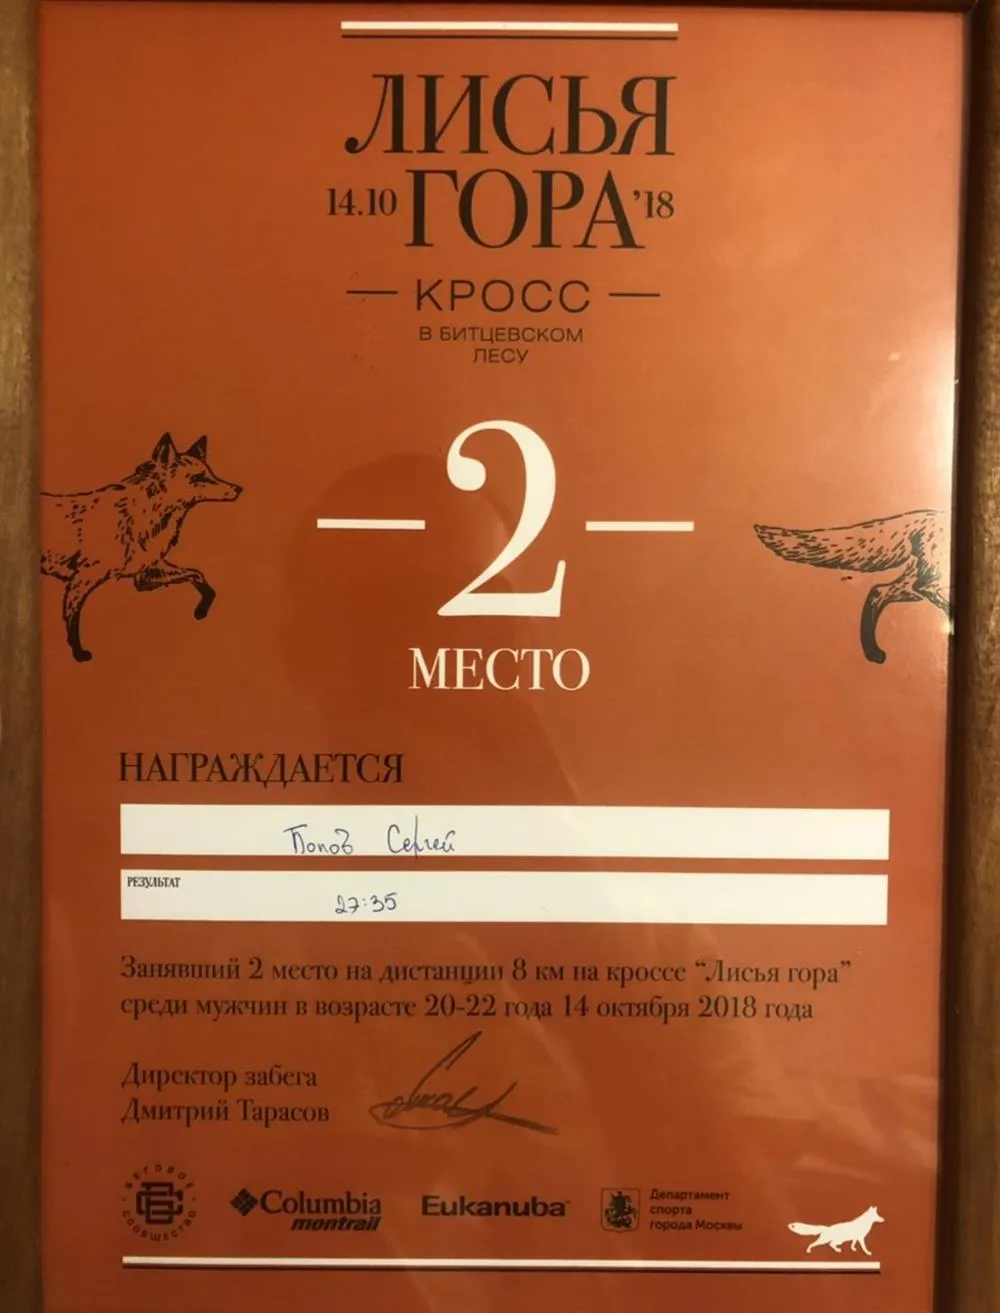 ЛИСЬЯ
14.10 ГОРА '18
КРОСС
В БИТЦЕВСКОМ
ЛЕСУ
2
МЕСТО
НАГРАЖДАЕТСЯ
Попов Сергей
РЕЗУЛЬТАТ
27:35
Занявший 2 место на дистанции 8 км на кроссе “Лисья гора”
среди мужчин в возрасте 20-22 года 14 октября 2018 года
Директор забега
Дмитрий Тарасов
БЕГОВОЕ
СООБЩЕСТВО
Columbia
montrail
Eukanuba
Департамент
спорта
города Москвы